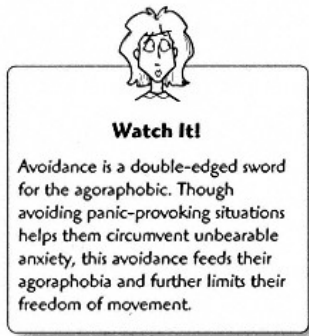 Watch It!
Avoidance is a double-edged sword
for the agoraphobic. Though
avoiding panic-provoking situations
helps them circumvent unbearable
anxiety, this avoidance feeds their
agoraphobia and further limits their
freedom of movement.